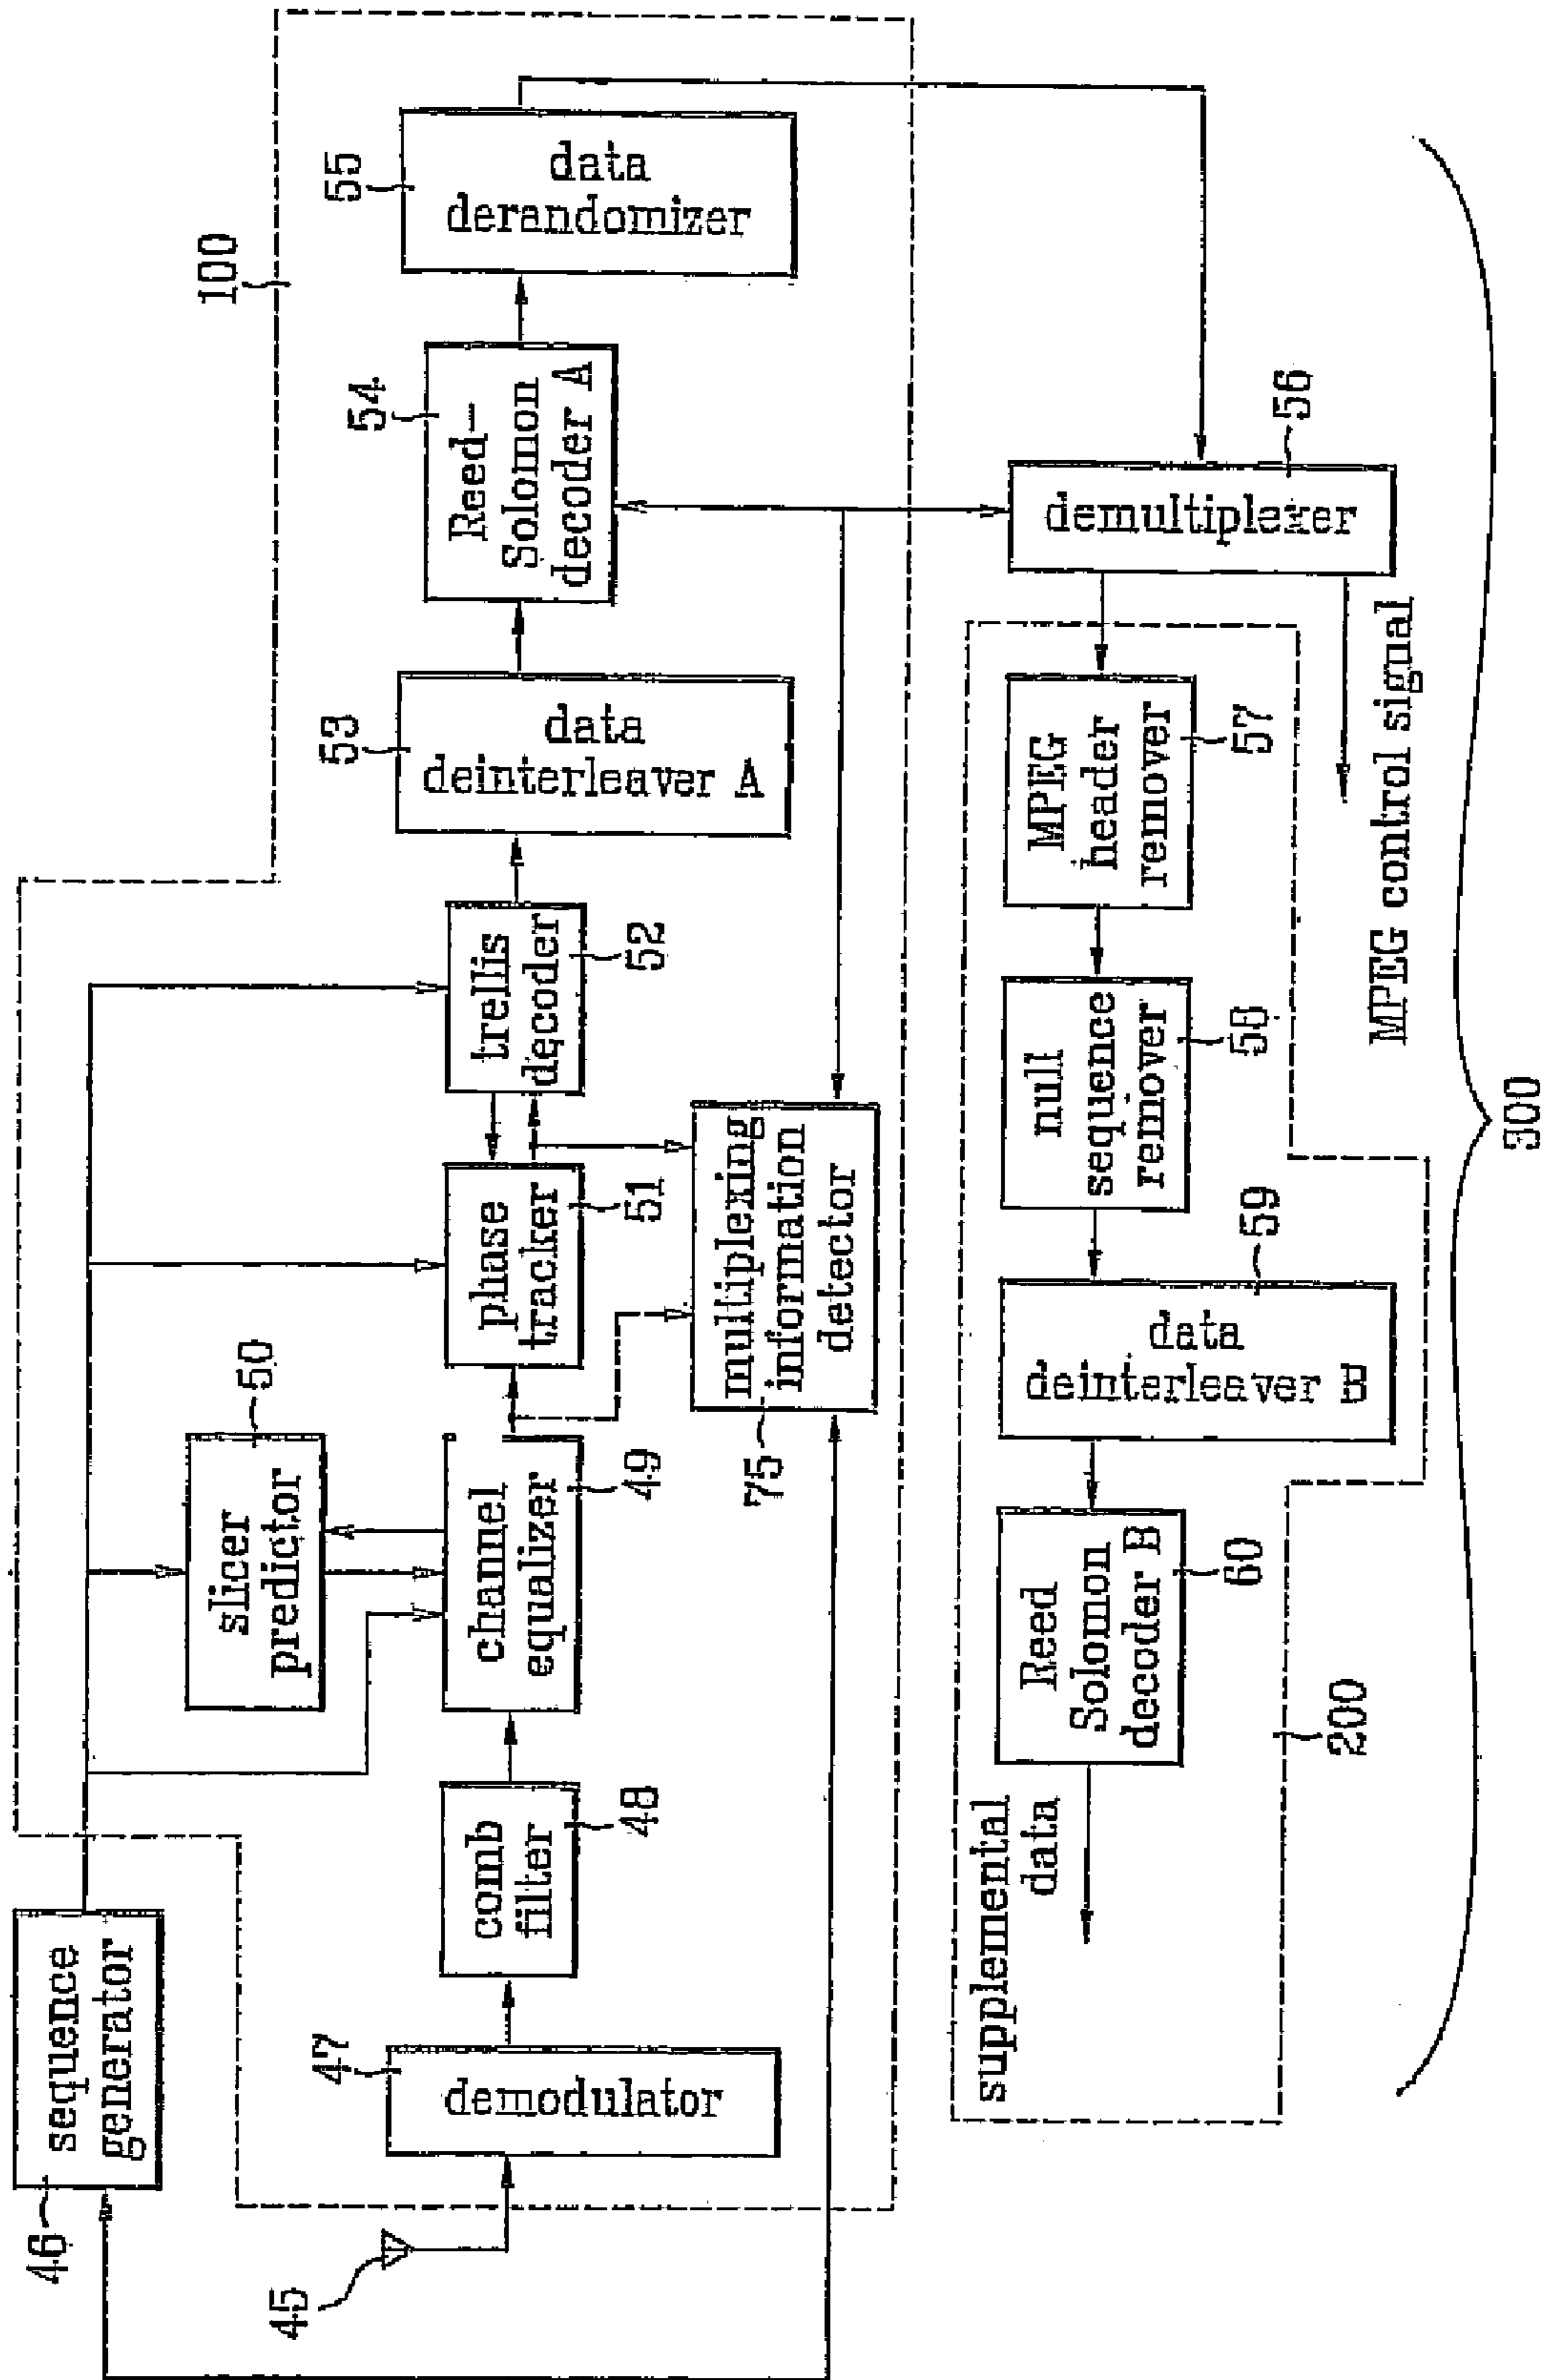 46
sequence
generator
100
slicer
predictor
50
45
47
demodulator
comb
filter
48
channel
equalizer
49
phase
tracker
51
trellis
decoder
52
53
data
deinterleaver A
54
Reed-
Solomon
decoder A
55
data
derandomizer
75
multiplexing
information
detector
supplemental
data
Reed
Solomon
decoder B
60
data
deinterleaver B
59
null
sequence
remover
58
MPEG
header
remover
57
demultiplexer
56
200
MPEG control signal
300